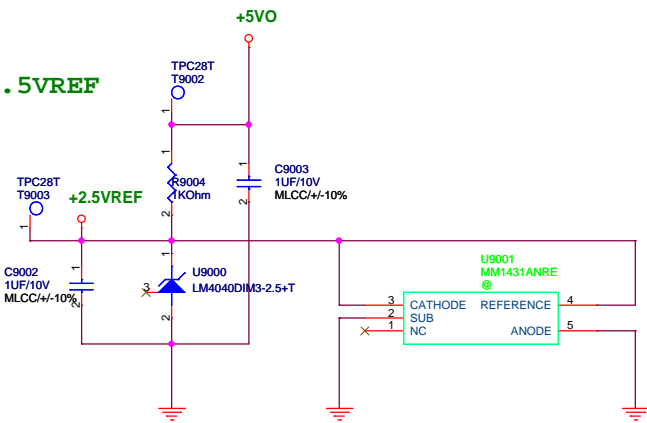 +5VO
TPC28T
T9002
.5VREF
1
1
1
R9004
1KOhm
C9003
1UF/10V
MLCC/+/-10%
2
2
TPC28T
T9003
+2.5VREF
1
U9001
MM1431ANRE
@
C9002
1UF/10V
MLCC/+/-10%
1
2
1
U9000
LM4040DIM3-2.5+T
3
2
3 CATHODE REFERENCE 4
2 SUB
1 NC ANODE 5